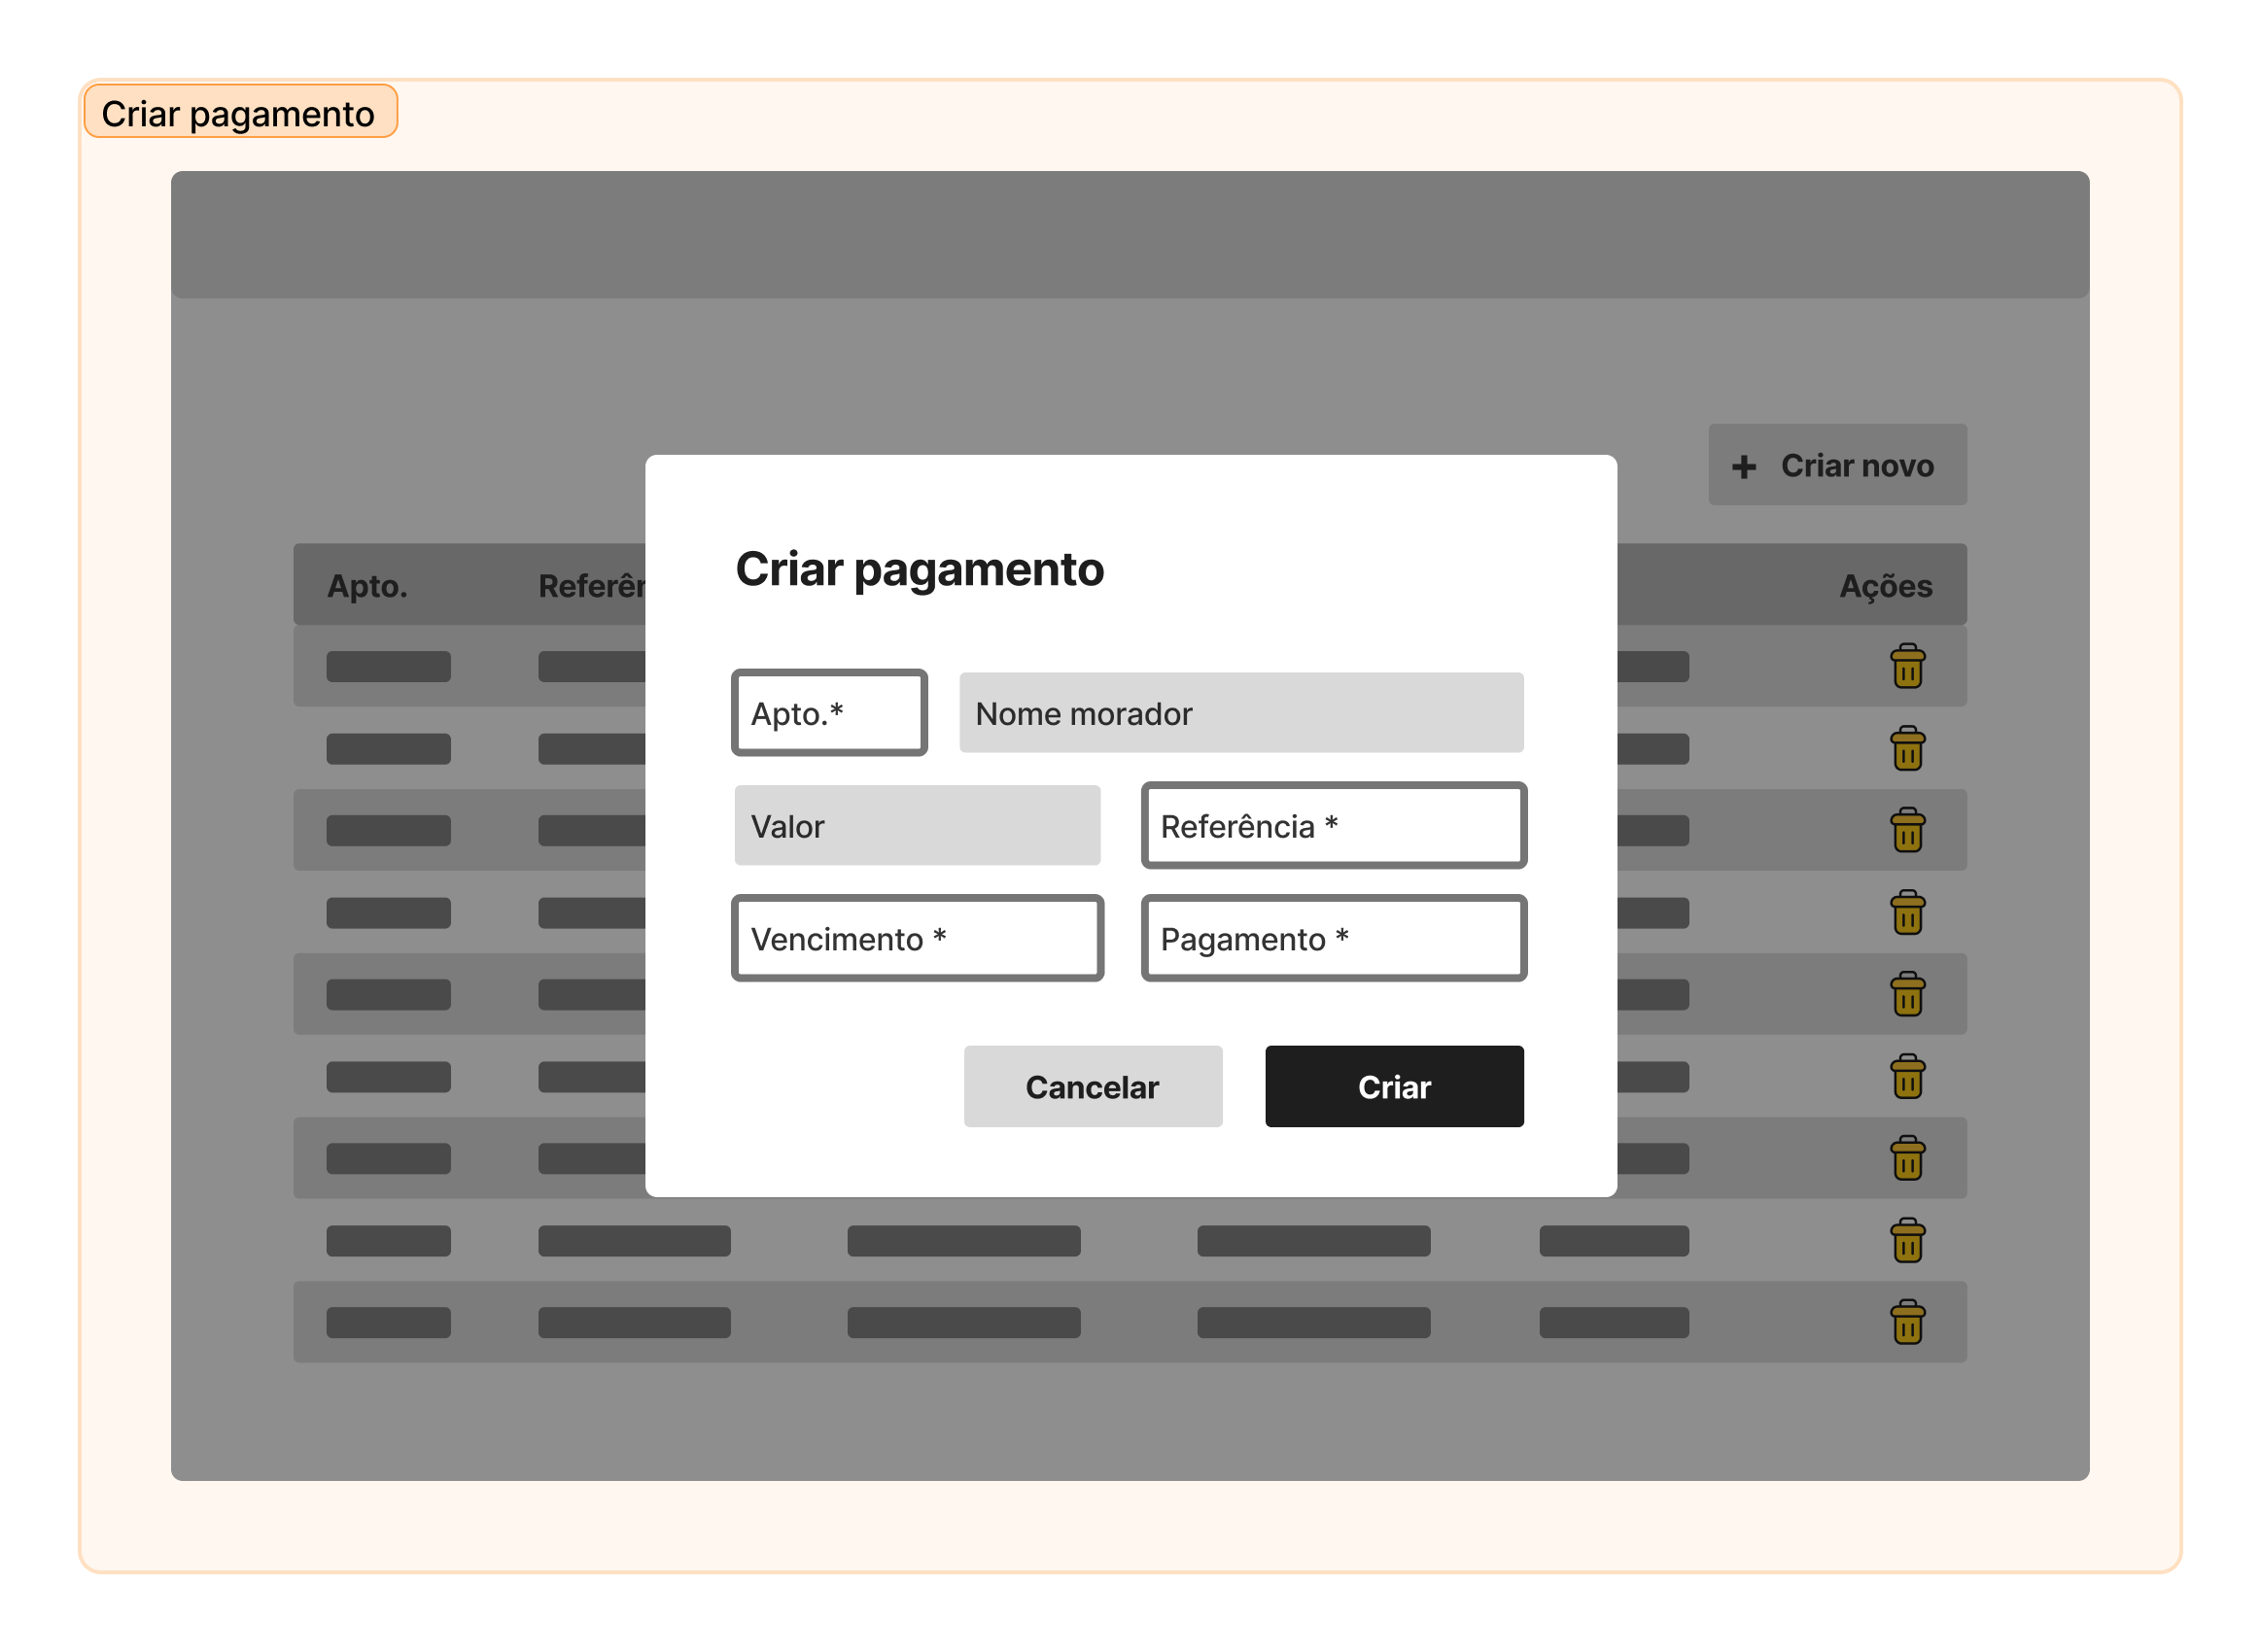 Criar pagamento
+ Criar novo
Apto. Referên Ações
Criar pagamento
Apto.* Nome morador
Valor Referência *
Vencimento * Pagamento *
Cancelar Criar